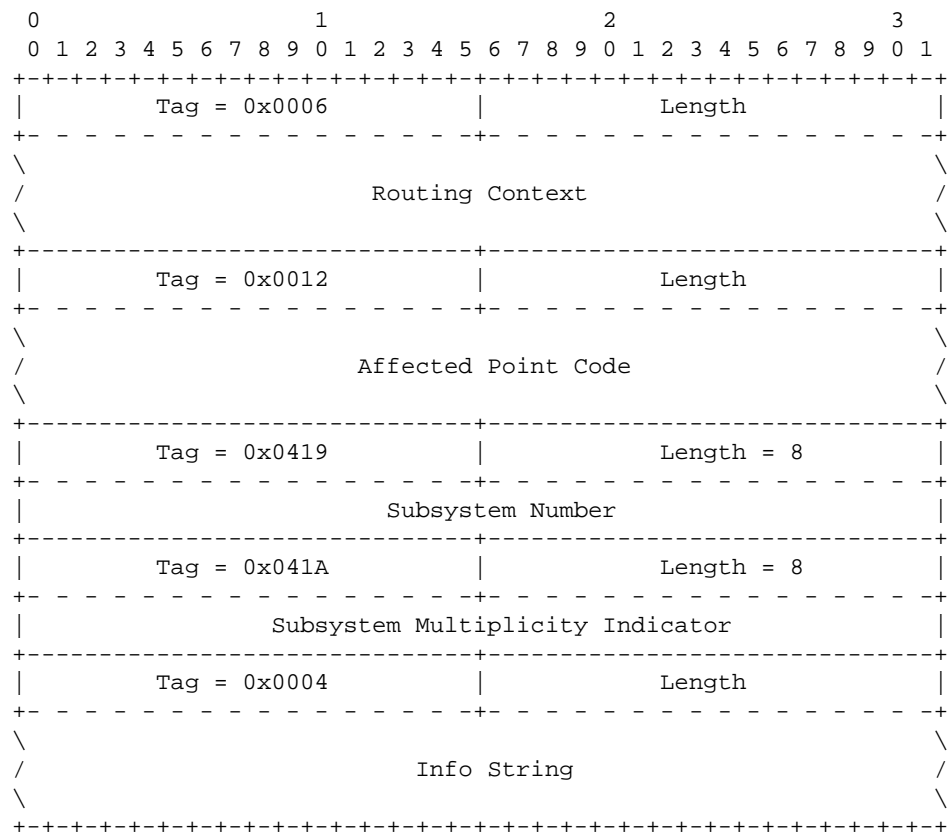 0                   1                   2                   3
 0 1 2 3 4 5 6 7 8 9 0 1 2 3 4 5 6 7 8 9 0 1 2 3 4 5 6 7 8 9 0 1
+-+-+-+-+-+-+-+-+-+-+-+-+-+-+-+-+-+-+-+-+-+-+-+-+-+-+-+-+-+-+-+-+
|         Tag = 0x0006          |            Length             |
+- - - - - - - - - - - - - - - -+- - - - - - - - - - - - - - - -+
\                                                               \
/                        Routing Context                        /
\                                                               \
+-------------------------------+-------------------------------+
|         Tag = 0x0012          |            Length             |
+- - - - - - - - - - - - - - - -+- - - - - - - - - - - - - - - -+
\                                                               \
/                       Affected Point Code                     /
\                                                               \
+-------------------------------+-------------------------------+
|         Tag = 0x0419          |            Length = 8         |
+- - - - - - - - - - - - - - - -+- - - - - - - - - - - - - - - -+
|                         Subsystem Number                      |
+-------------------------------+-------------------------------+
|         Tag = 0x041A          |            Length = 8         |
+- - - - - - - - - - - - - - - -+- - - - - - - - - - - - - - - -+
|                 Subsystem Multiplicity Indicator              |
+-------------------------------+-------------------------------+
|         Tag = 0x0004          |            Length             |
+- - - - - - - - - - - - - - - -+- - - - - - - - - - - - - - - -+
\                                                               \
/                           Info String                         /
\                                                               \
+-+-+-+-+-+-+-+-+-+-+-+-+-+-+-+-+-+-+-+-+-+-+-+-+-+-+-+-+-+-+-+-+